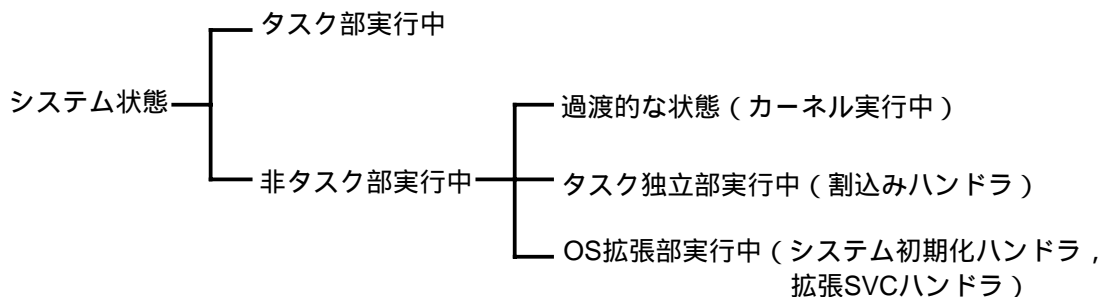 タスク部実行中
システム状態
過渡的な状態（カーネル実行中）
非タスク部実行中
タスク独立部実行中（割込みハンドラ）
OS拡張部実行中（システム初期化ハンドラ，
拡張SVCハンドラ）